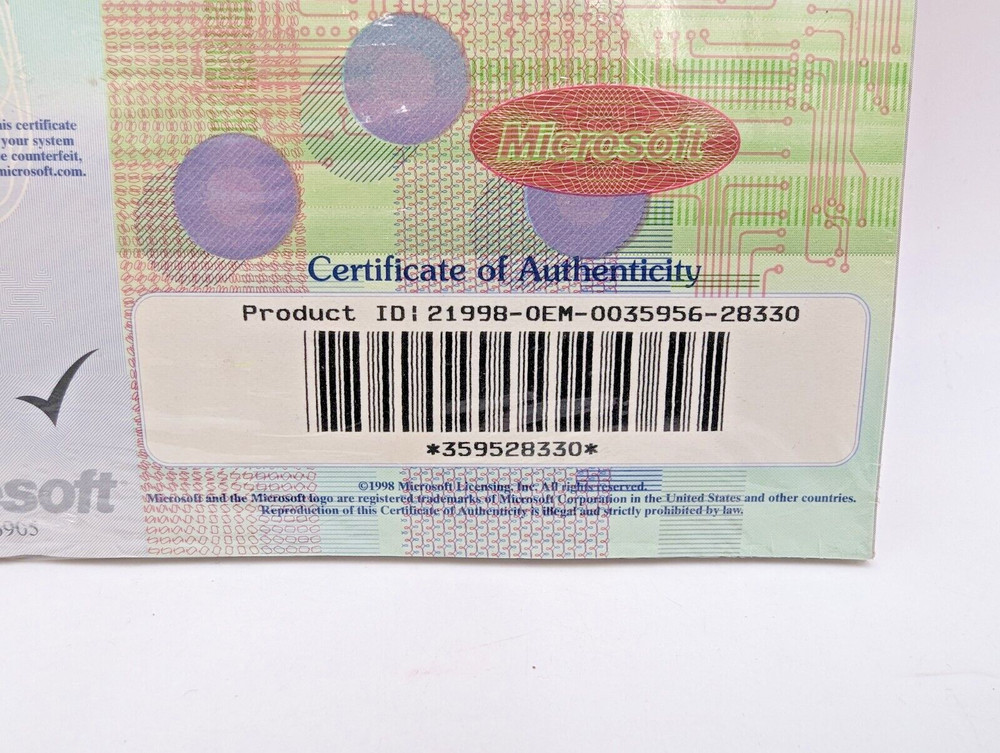 his certificate
your system
e counterfeit,
microsoft.com.
Microsoft
Certificate of Authenticity
Product ID: 21998-OEM-0035956-28330
*359528330*
©1998 Microsoft Licensing, Inc. All rights reserved.
Microsoft and the Microsoft logo are registered trademarks of Microsoft Corporation in the United States and other countries.
Reproduction of this Certificate of Authenticity is illegal and strictly prohibited by law.
soft